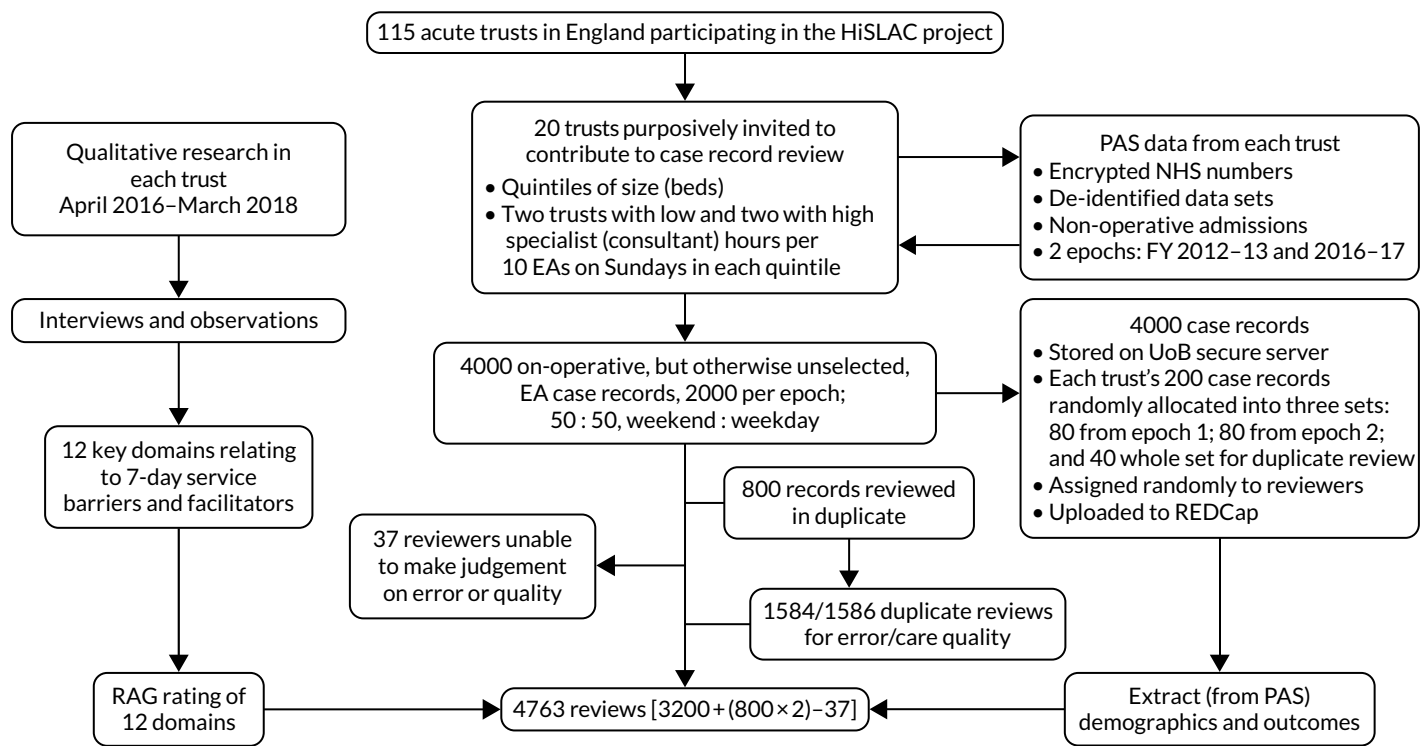 115 acute trusts in England participating in the HiSLAC project
Qualitative research in
each trust
April 2016–March 2018
20 trusts purposively invited to
contribute to case record review
• Quintiles of size (beds)
• Two trusts with low and two with high
specialist (consultant) hours per
10 EAs on Sundays in each quintile
PAS data from each trust
• Encrypted NHS numbers
• De-identified data sets
• Non-operative admissions
• 2 epochs: FY 2012–13 and 2016–17
Interviews and observations
4000 on-operative, but otherwise unselected,
EA case records, 2000 per epoch;
50 : 50, weekend : weekday
4000 case records
• Stored on UoB secure server
• Each trust's 200 case records
randomly allocated into three sets:
80 from epoch 1; 80 from epoch 2;
and 40 whole set for duplicate review
• Assigned randomly to reviewers
• Uploaded to REDCap
12 key domains relating
to 7-day service
barriers and facilitators
800 records reviewed
in duplicate
37 reviewers unable
to make judgement
on error or quality
1584/1586 duplicate reviews
for error/care quality
RAG rating of
12 domains
4763 reviews [3200 + (800 × 2)–37]
Extract (from PAS)
demographics and outcomes